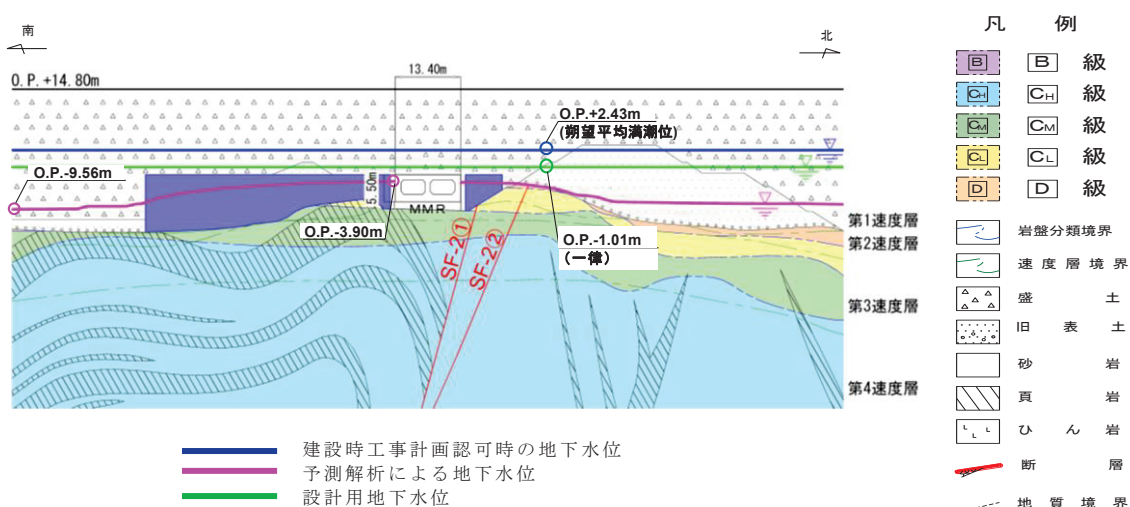 南
北
O.P.+14.80m
13.40m
O.P.+2.43m
(朔望平均満潮位)
O.P.-9.56m
5.50m
MMR
O.P.-3.90m
O.P.-1.01m
(一律)
SF-2①
SF-2②
第1速度層
第2速度層
第3速度層
第4速度層
建設時工事計画認可時の地下水位
予測解析による地下水位
設計用地下水位
凡 例
B B 級
CH CH 級
CM CM 級
CL CL 級
D D 級
岩盤分類境界
速度層境界
盛土
旧表土
砂岩
頁岩
ひん岩
断層
地質境界